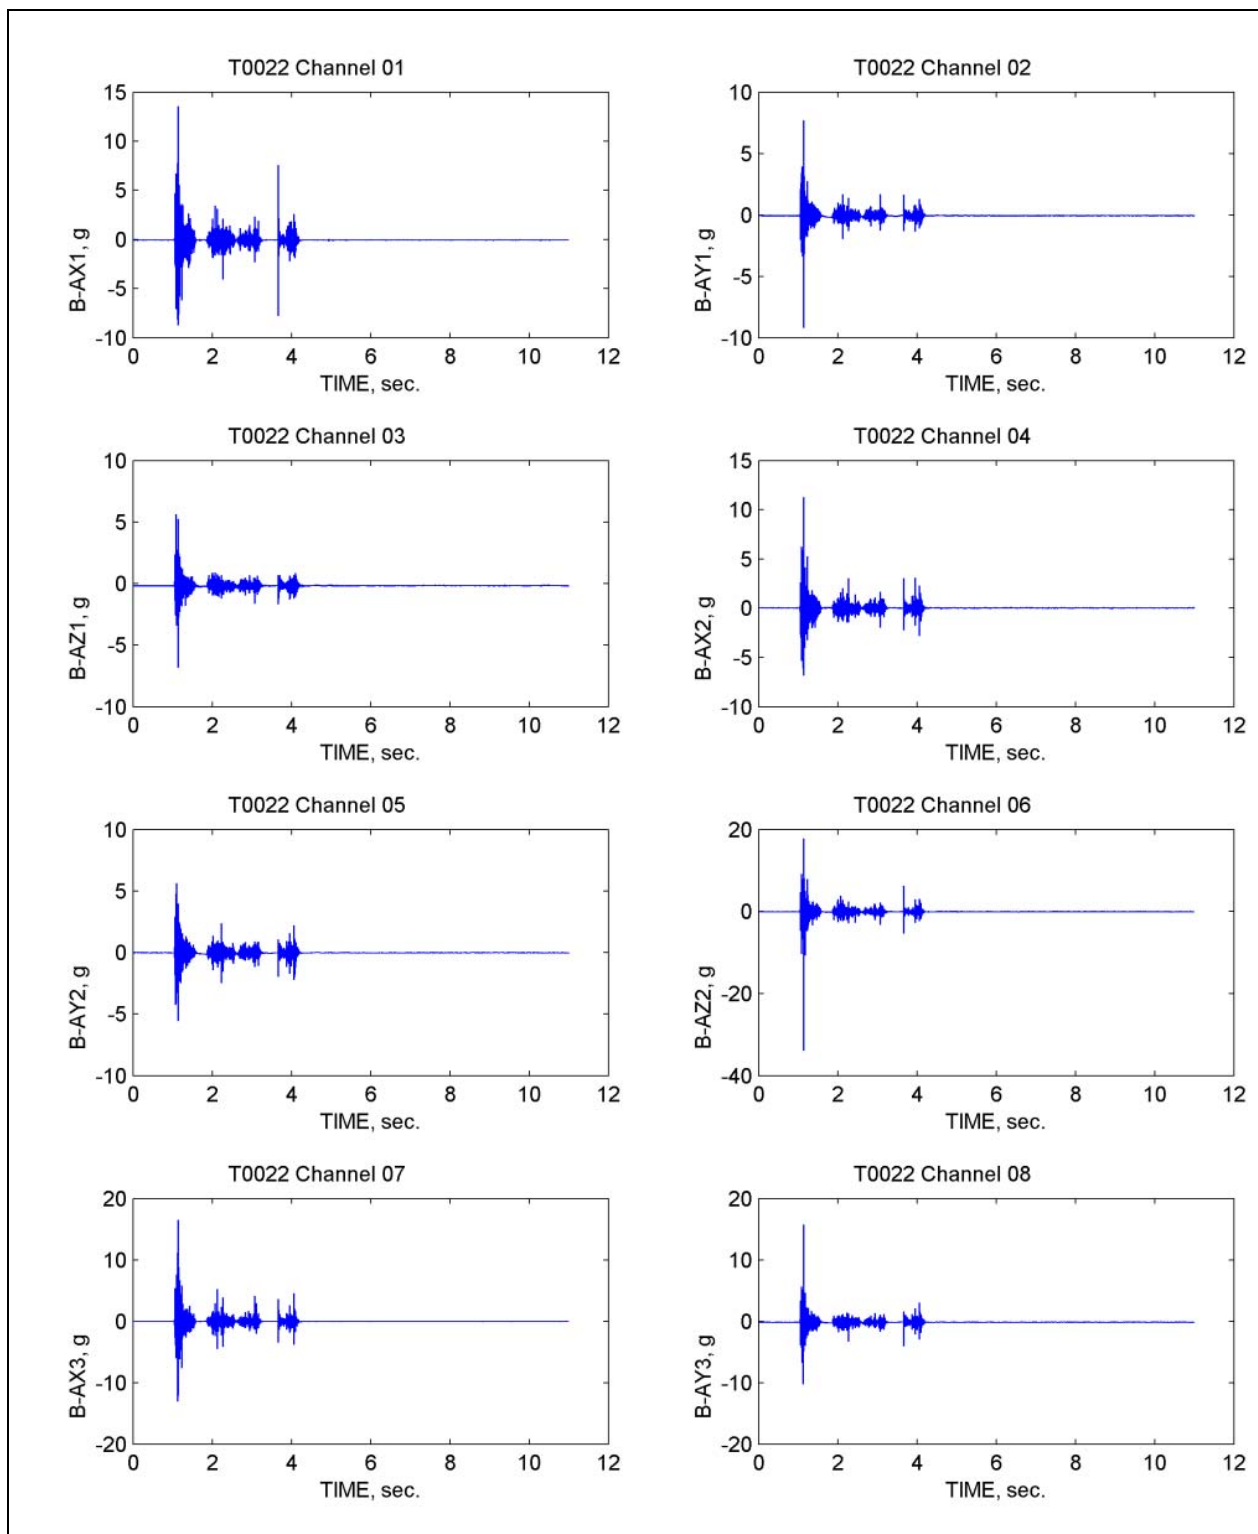 T0022 Channel 01
15
10
5
0
-5
-10
B-AX1, g
0 2 4 6 8 10 12
TIME, sec.
T0022 Channel 02
10
5
0
-5
-10
B-AY1, g
0 2 4 6 8 10 12
TIME, sec.
T0022 Channel 03
10
5
0
-5
-10
B-AZ1, g
0 2 4 6 8 10 12
TIME, sec.
T0022 Channel 04
15
10
5
0
-5
-10
B-AX2, g
0 2 4 6 8 10 12
TIME, sec.
T0022 Channel 05
10
5
0
-5
-10
B-AY2, g
0 2 4 6 8 10 12
TIME, sec.
T0022 Channel 06
20
0
-20
-40
B-AZ2, g
0 2 4 6 8 10 12
TIME, sec.
T0022 Channel 07
20
10
0
-10
-20
B-AX3, g
0 2 4 6 8 10 12
TIME, sec.
T0022 Channel 08
20
10
0
-10
-20
B-AY3, g
0 2 4 6 8 10 12
TIME, sec.